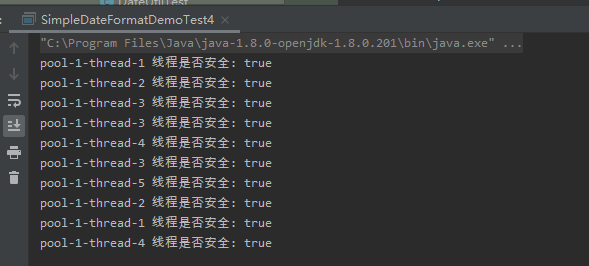 DateUtilTest
SimpleDateFormatDemoTest4
"C:\Program Files\Java\java-1.8.0-openjdk-1.8.0.201\bin\java.exe" ...
pool-1-thread-1 线程是否安全: true
pool-1-thread-2 线程是否安全: true
pool-1-thread-3 线程是否安全: true
pool-1-thread-3 线程是否安全: true
pool-1-thread-4 线程是否安全: true
pool-1-thread-3 线程是否安全: true
pool-1-thread-5 线程是否安全: true
pool-1-thread-2 线程是否安全: true
pool-1-thread-1 线程是否安全: true
pool-1-thread-4 线程是否安全: true